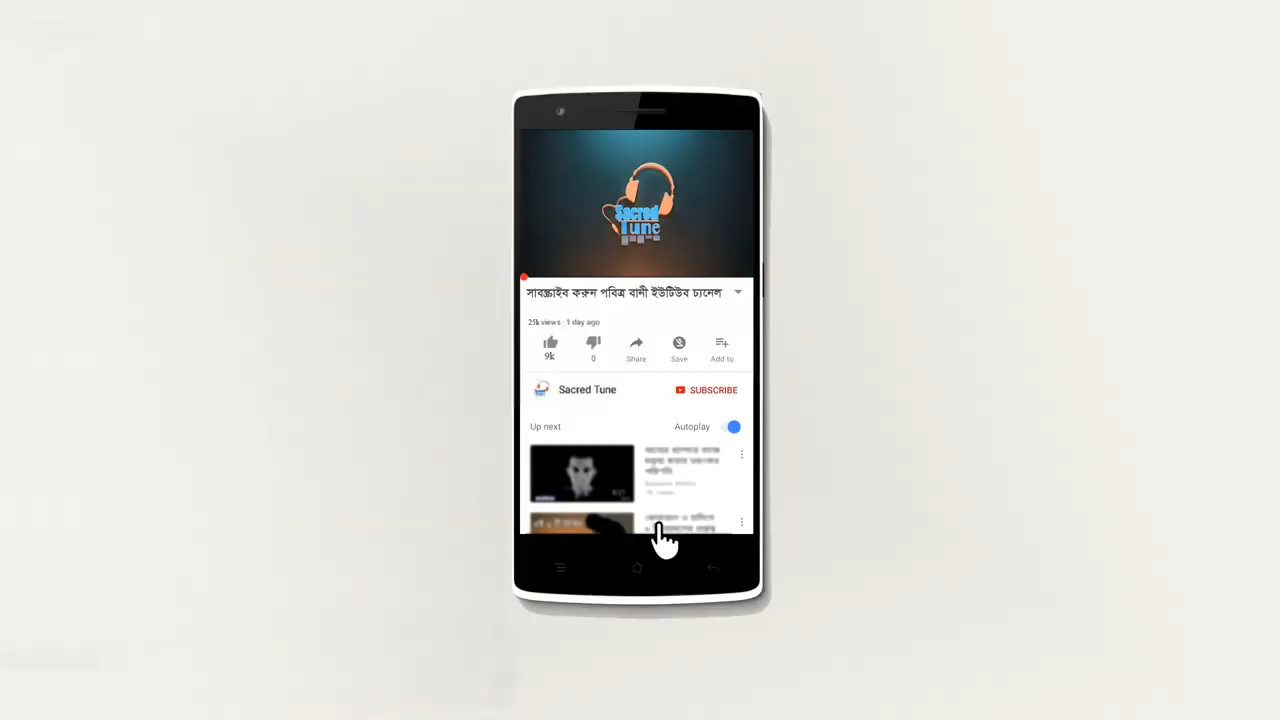 Sacred
Tune
সাবস্ক্রাইব করুন পবিত্র বানী ইউটিউব চ্যনেল
25k views · 1 day ago
9k
0
Share
Save
Add to
Sacred Tune
SUBSCRIBE
Up next
Autoplay